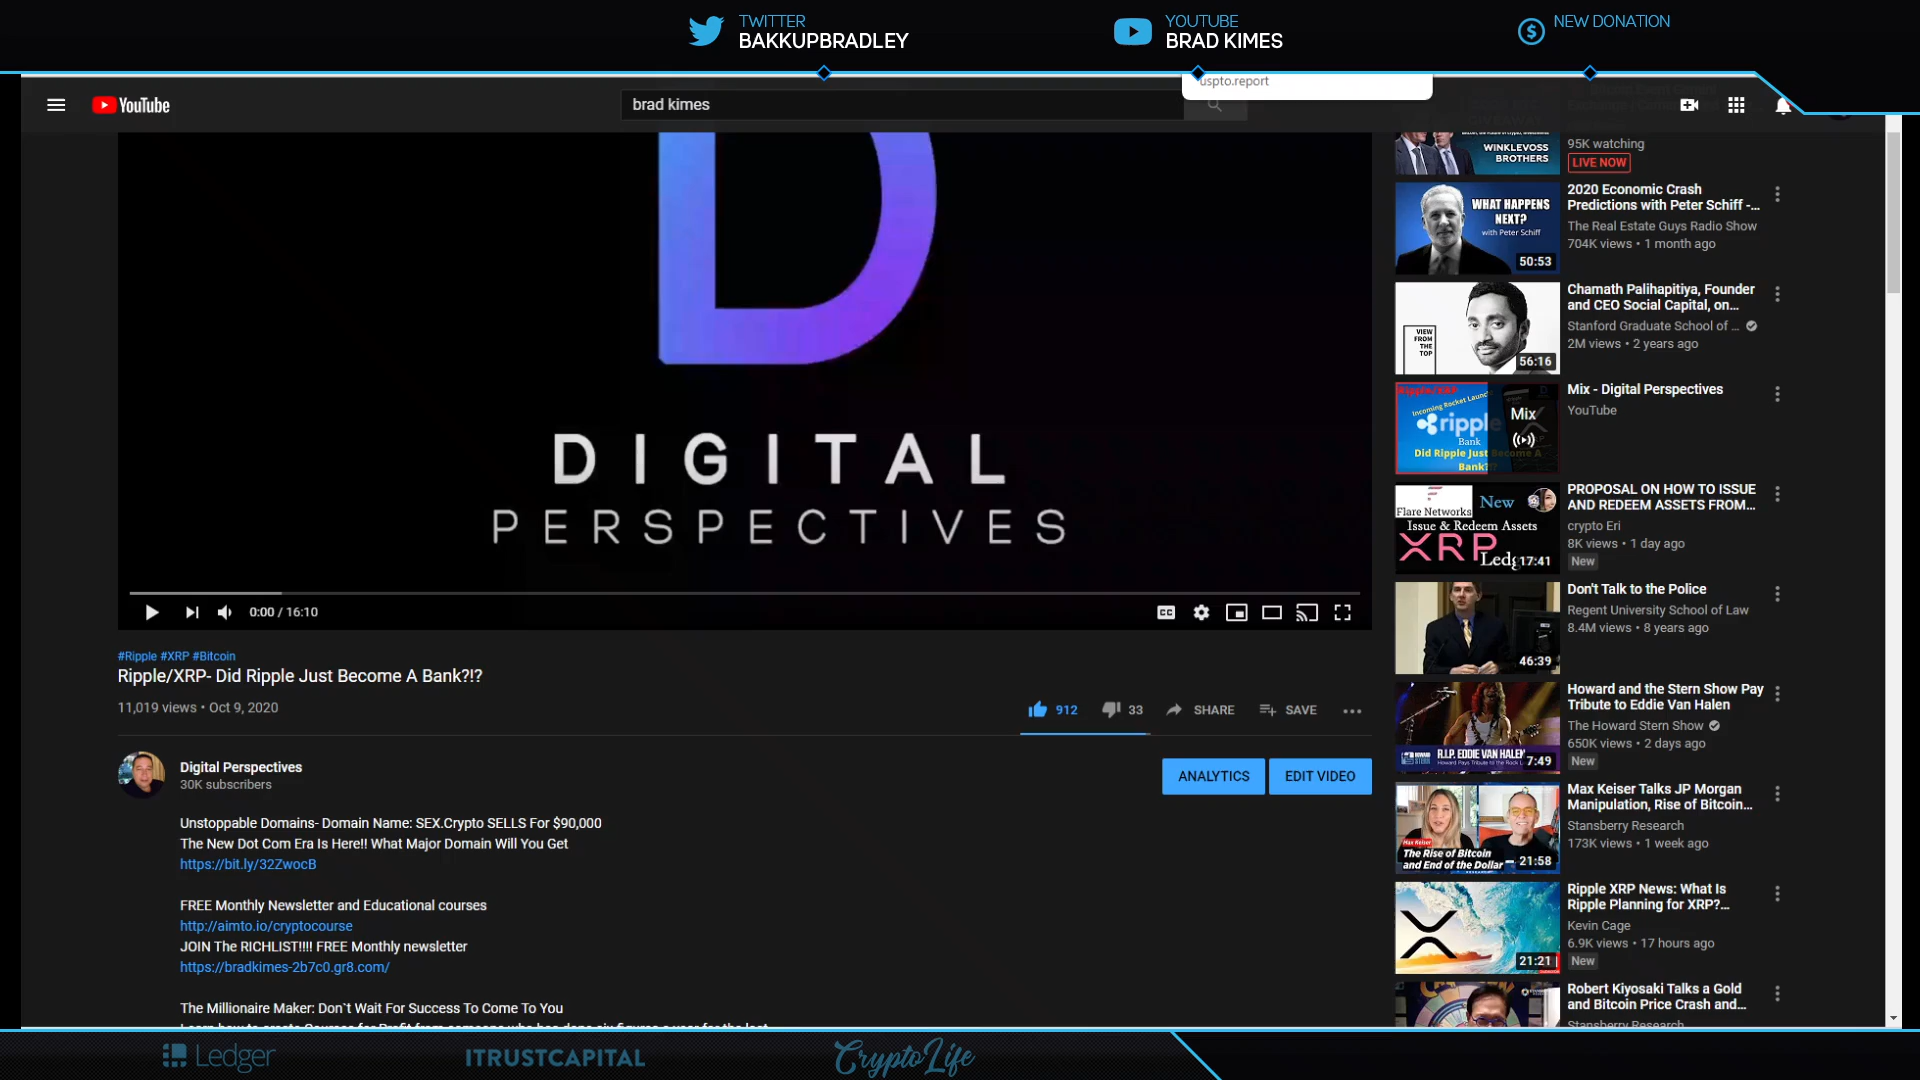 TWITTER
BAKKUPBRADLEY
YOUTUBE
BRAD KIMES
NEW DONATION
uspto.report
YouTube
brad kimes
DIGITAL
PERSPECTIVES
0:00 / 16:10
CC
#Ripple #XRP #Bitcoin
Ripple/XRP- Did Ripple Just Become A Bank?!?
11,019 views • Oct 9, 2020
912
33
SHARE
SAVE
Digital Perspectives
30K subscribers
ANALYTICS
EDIT VIDEO
Unstoppable Domains- Domain Name: SEX.Crypto SELLS For $90,000
The New Dot Com Era Is Here!! What Major Domain Will You Get
https://bit.ly/32ZwocB
FREE Monthly Newsletter and Educational courses
http://aimto.io/cryptocourse
JOIN The RICHLIST!!!! FREE Monthly newsletter
https://bradkimes-2b7c0.gr8.com/
The Millionaire Maker: Don`t Wait For Success To Come To You
WINKLEVOSS
BROTHERS
95K watching
LIVE NOW
WHAT HAPPENS
NEXT?
with Peter Schiff
50:53
2020 Economic Crash
Predictions with Peter Schiff -...
The Real Estate Guys Radio Show
704K views • 1 month ago
VIEW
FROM
THE
TOP
56:16
Chamath Palihapitiya, Founder
and CEO Social Capital, on...
Stanford Graduate School of ...
2M views • 2 years ago
Ripple/XRP
Incoming Rocket Launch
ripple
Bank
Did Ripple Just Become A
Bank?
Mix
Mix - Digital Perspectives
YouTube
Flare Networks
New
Issue & Redeem Assets
XRP
17:41
PROPOSAL ON HOW TO ISSUE
AND REDEEM ASSETS FROM...
crypto Eri
8K views • 1 day ago
New
46:39
Don't Talk to the Police
Regent University School of Law
8.4M views • 8 years ago
R.I.P. EDDIE VAN HALEN
7:49
Howard and the Stern Show Pay
Tribute to Eddie Van Halen
The Howard Stern Show
650K views • 2 days ago
New
Max Keiser
The Rise of Bitcoin
and End of the Dollar
21:58
Max Keiser Talks JP Morgan
Manipulation, Rise of Bitcoin...
Stansberry Research
173K views • 1 week ago
21:21
Ripple XRP News: What Is
Ripple Planning for XRP?...
Kevin Cage
6.9K views • 17 hours ago
New
Robert Kiyosaki Talks a Gold
and Bitcoin Price Crash and...
Stansberry Research
Ledger
ITRUSTCAPITAL
CryptoLife